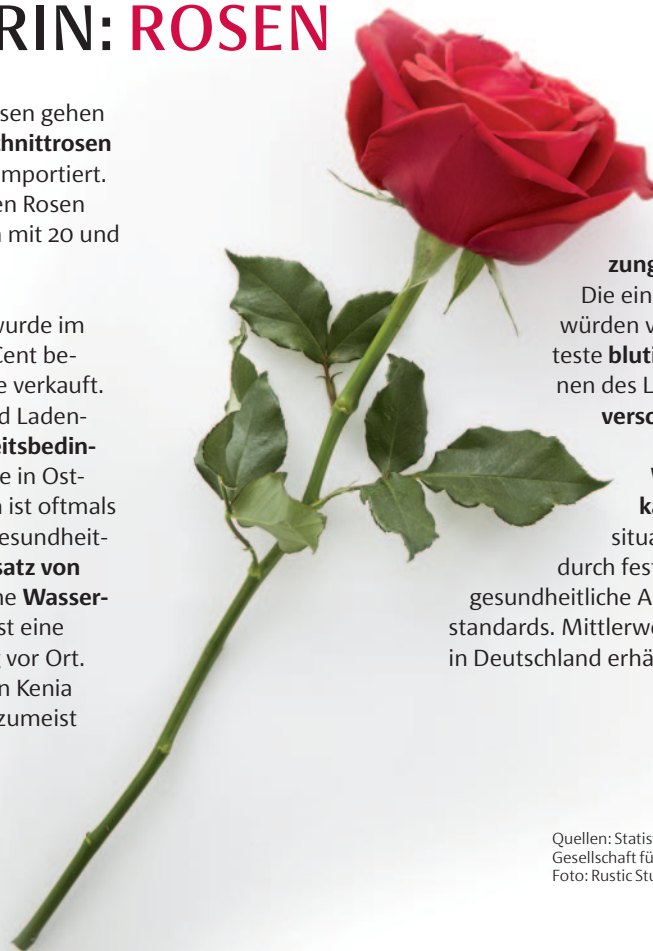 RIN: ROSEN
sen gehen
hnittrosen
mportiert.
en Rosen
n mit 20 und
wurde im
Cent be-
e verkauft.
d Laden-
eitsbedin-
e in Ost-
n ist oftmals
esundheit-
satz von
ne Wasser-
st eine
g vor Ort.
n Kenia
zumeist
zung
Die ein
würden v
teste bluti
nen des L
versc
ka
situa
durch fest
gesundheitliche A
standards. Mittlerwe
in Deutschland erhä
Quellen: Statis
Gesellschaft fü
Foto: Rustic Stu